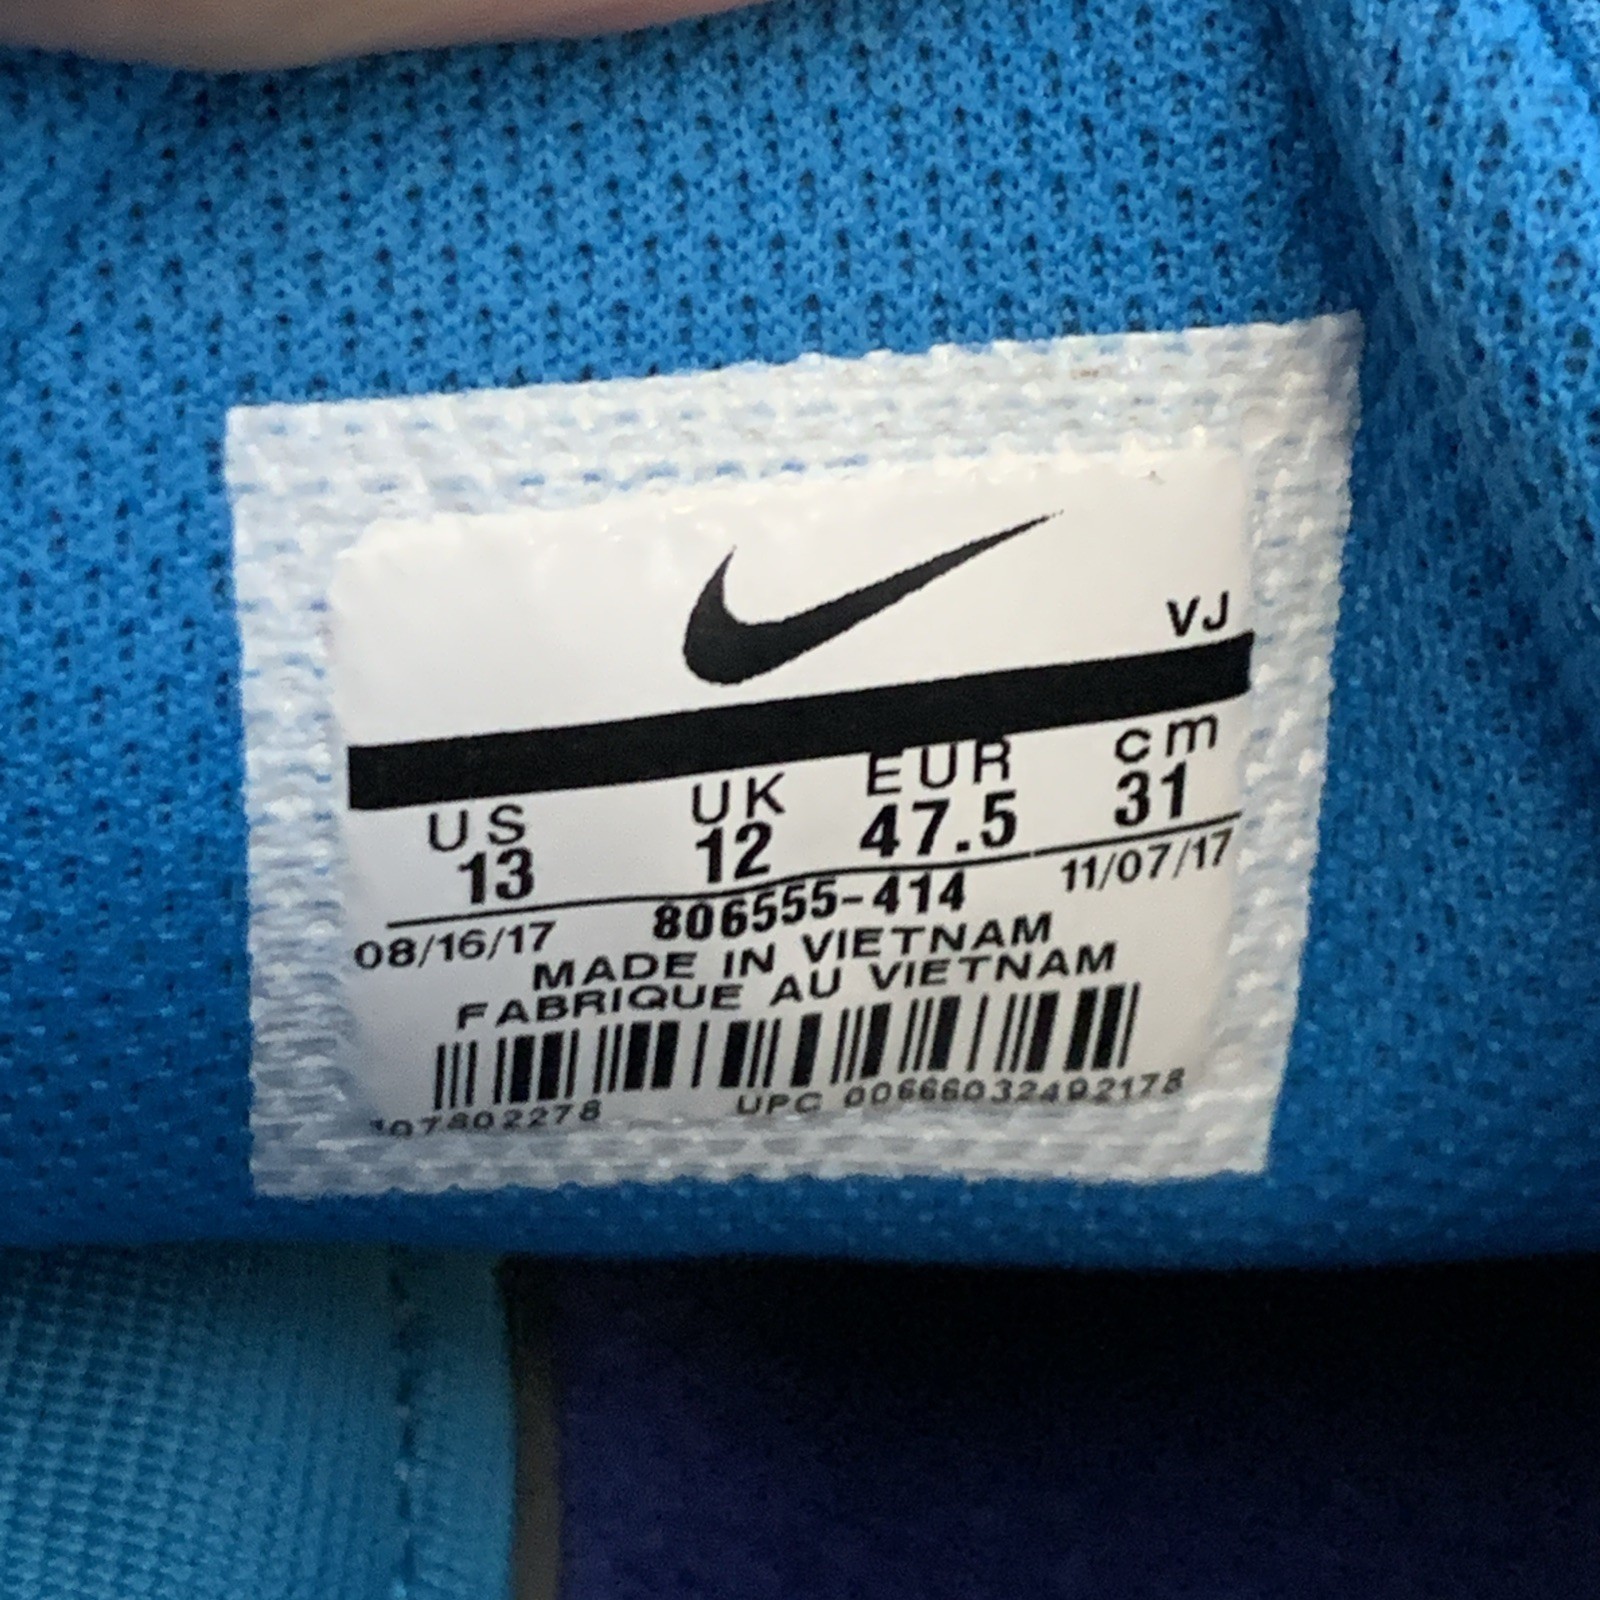 VJ
US UK EUR cm
13 12 47.5 31
08/16/17 806555-414 11/07/17
MADE IN VIETNAM
FABRIQUE AU VIETNAM
UPC 00666032492178